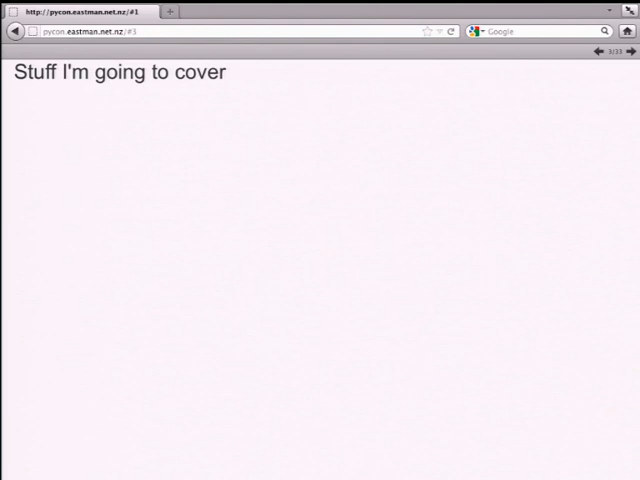 http://pycon.eastman.net.nz/#1
pycon.eastman.net.nz/#3
Google
3/33
Stuff I'm going to cover